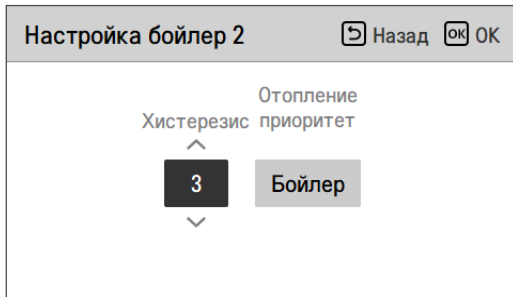 Настройка бойлер 2 Назад OK OK
Отопление
Хистерезис приоритет
3 Бойлер